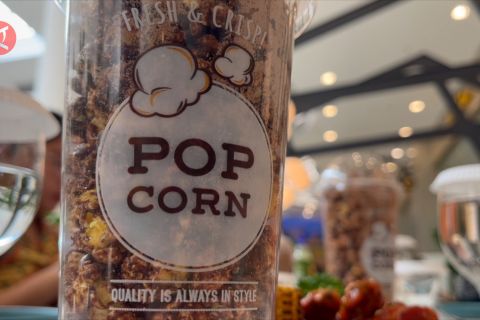 FRESH & CRISPY
POP
CORN
QUALITY IS ALWAYS IN STYLE